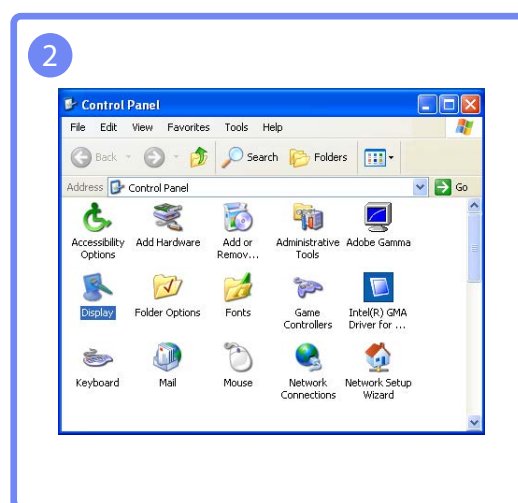 2
Control Panel
File Edit View Favorites Tools Help
Back Search Folders
Address Control Panel Go
Accessibility Options
Add Hardware
Add or Remov...
Administrative Tools
Adobe Gamma
Display
Folder Options
Fonts
Game Controllers
Intel(R) GMA Driver for ...
Keyboard
Mail
Mouse
Network Connections
Network Setup Wizard